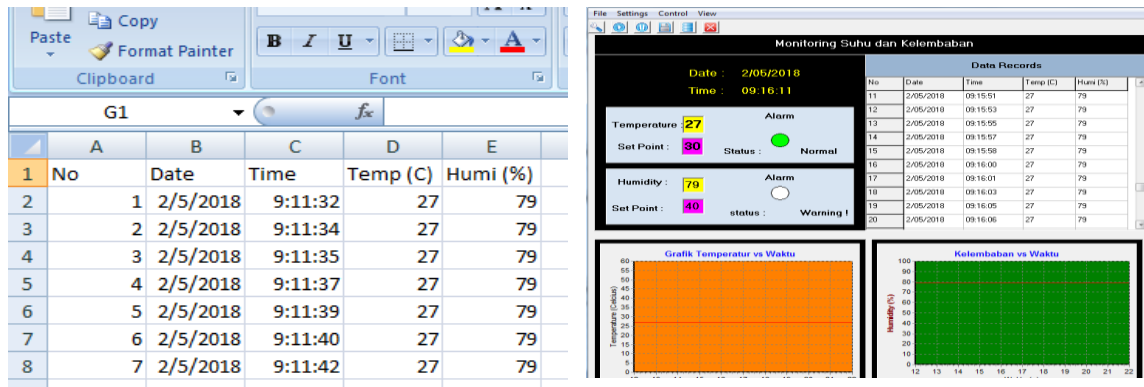 Copy
Paste
Format Painter
Clipboard
B I U
A
Font
G1
fx
A B C D E
1 No Date Time Temp (C) Humi (%)
2 1 2/5/2018 9:11:32 27 79
3 2 2/5/2018 9:11:34 27 79
4 3 2/5/2018 9:11:35 27 79
5 4 2/5/2018 9:11:37 27 79
6 5 2/5/2018 9:11:39 27 79
7 6 2/5/2018 9:11:40 27 79
8 7 2/5/2018 9:11:42 27 79
File Settings Control View
Monitoring Suhu dan Kelembaban
Date : 2/05/2018
Time : 09:16:11
Temperature : 27
Set Point : 30
Alarm
Status : Normal
Humidity : 79
Set Point : 40
Alarm
status : Warning !
Data Records
No Date Time Temp (C) Humi (%)
11 2/05/2018 09:15:51 27 79
12 2/05/2018 09:15:53 27 79
13 2/05/2018 09:15:55 27 79
14 2/05/2018 09:15:57 27 79
15 2/05/2018 09:15:58 27 79
16 2/05/2018 09:16:00 27 79
17 2/05/2018 09:16:01 27 79
18 2/05/2018 09:16:03 27 79
19 2/05/2018 09:16:05 27 79
20 2/05/2018 09:16:06 27 79
Grafik Temperatur vs Waktu
Temperature (Celcius)
60
55
50
45
40
35
30
25
20
15
10
5
0
Kelembaban vs Waktu
Humidity (%)
100
90
80
70
60
50
40
30
20
10
0
12 13 14 15 16 17 18 19 20 21 22